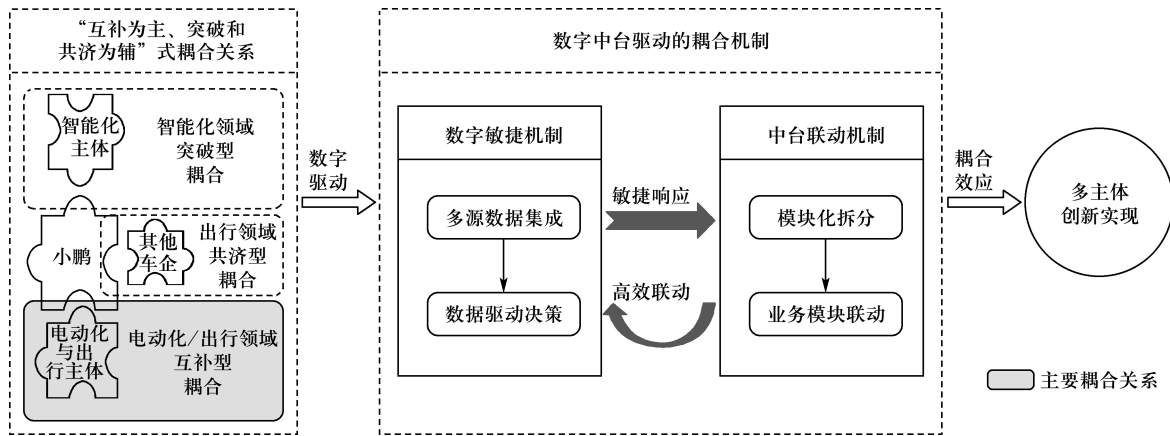 “互补为主、突破和
共济为辅”式耦合关系
智能化
主体
智能化领域
突破型
耦合
小鹏
其他
车企
出行领域
共济型
耦合
电动化
与出
行主体
电动化/出行领域
互补型
耦合
数字
驱动
数字中台驱动的耦合机制
数字敏捷机制
多源数据集成
数据驱动决策
敏捷响应
高效联动
中台联动机制
模块化拆分
业务模块联动
耦合
效应
多主体
创新实现
主要耦合关系